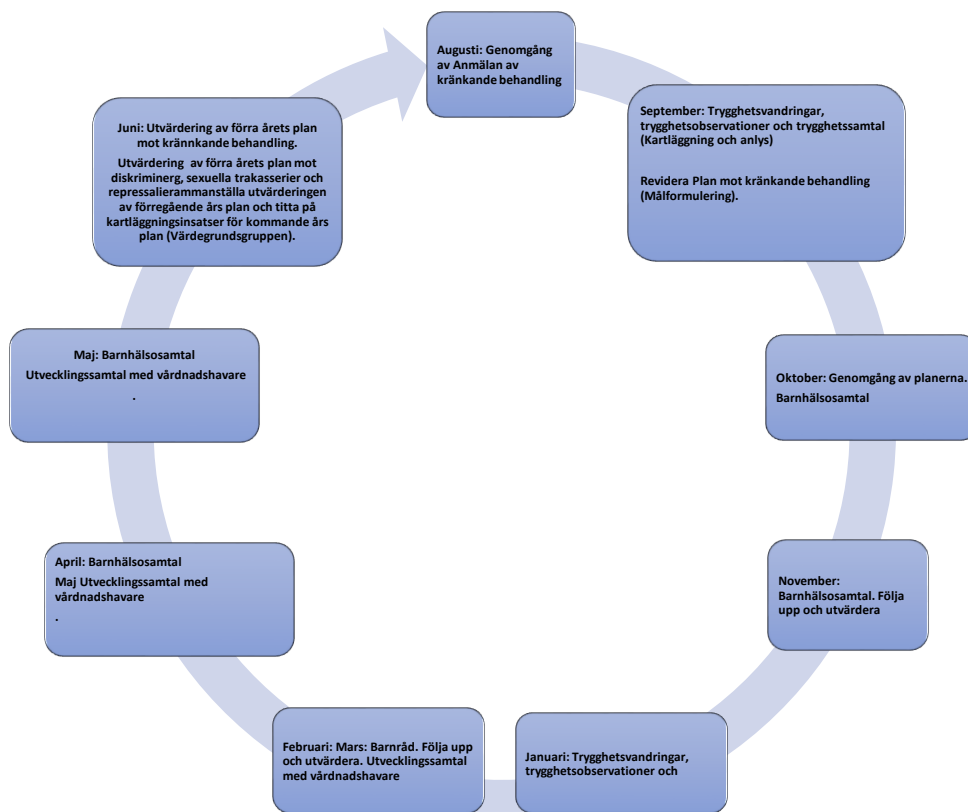 Augusti: Genomgång
av Anmälan av
kränkande behandling
September: Trygghetsvandringar,
trygghetsobservationer och trygghetssamtal
(Kartläggning och anlys)
Revidera Plan mot kränkande behandling
(Målformulering).
Oktober: Genomgång av planerna.
Barnhälsosamtal
November:
Barnhälsosamtal. Följa
upp och utvärdera
Januari: Trygghetsvandringar,
trygghetsobservationer och
Februari: Mars: Barnråd. Följa upp
och utvärdera. Utvecklingssamtal
med vårdnadshavare
April: Barnhälsosamtal
Maj Utvecklingssamtal med
vårdnadshavare
.
Maj: Barnhälsosamtal
Utvecklingssamtal med vårdnadshavare
.
Juni: Utvärdering av förra årets plan
mot krännkande behandling.
Utvärdering av förra årets plan mot
diskriminerg, sexuella trakasserier och
repressalierammanställa utvärderingen
av förregående års plan och titta på
kartläggningsinsatser för kommande års
plan (Värdegrundsgruppen).